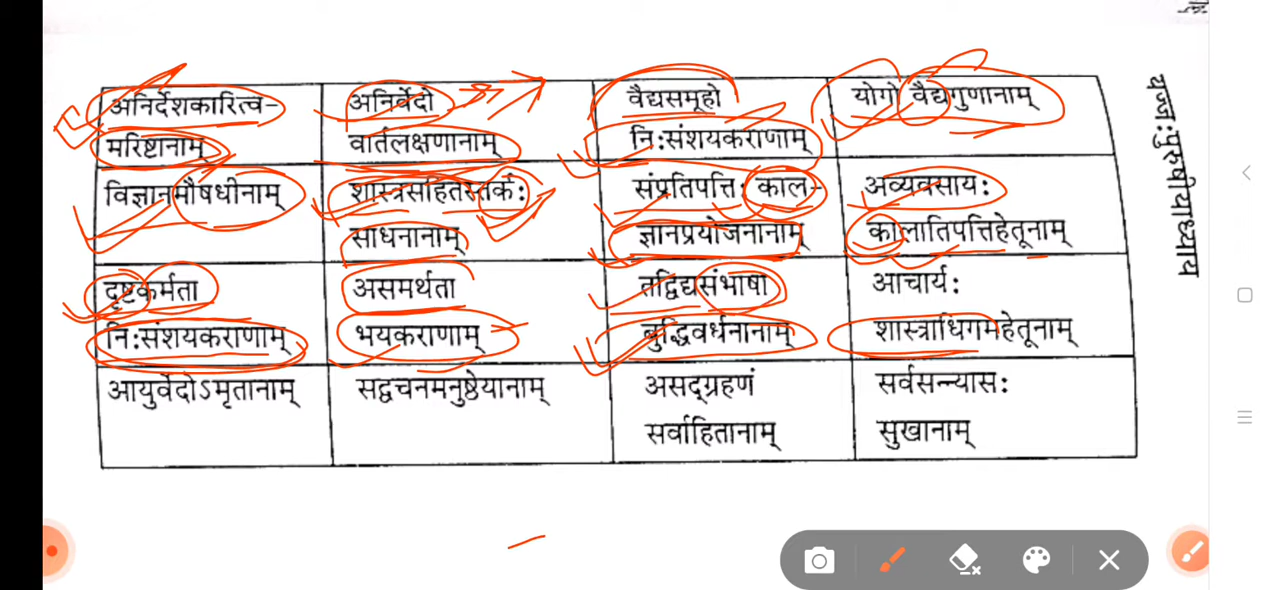 अनिर्देशकारित्व-
मरिष्टानाम्
अनिर्वेदो
वार्तलक्षणानाम्
वैद्यसमूहो
नि:संशयकराणाम्
योगो वैद्यगुणानाम्
विज्ञानमौषधीनाम्
शास्त्रसहितस्तर्क:
साधनानाम्
संप्रतिपत्ति: काल-
ज्ञानप्रयोजनानाम्
अव्यवसाय:
कालातिपत्तिहेतूनाम्
दृष्टकर्मता
नि:संशयकराणाम्
असमर्थता
भयकराणाम्
तद्विद्यसंभाषा
बुद्धिवर्धनानाम्
आचार्य:
शास्त्राधिगमहेतूनाम्
आयुर्वेदोऽमृतानाम्
सद्वचनमनुष्ठेयानाम्
असद्ग्रहणं
सर्वाहितानाम्
सर्वसन्न्यास:
सुखानाम्